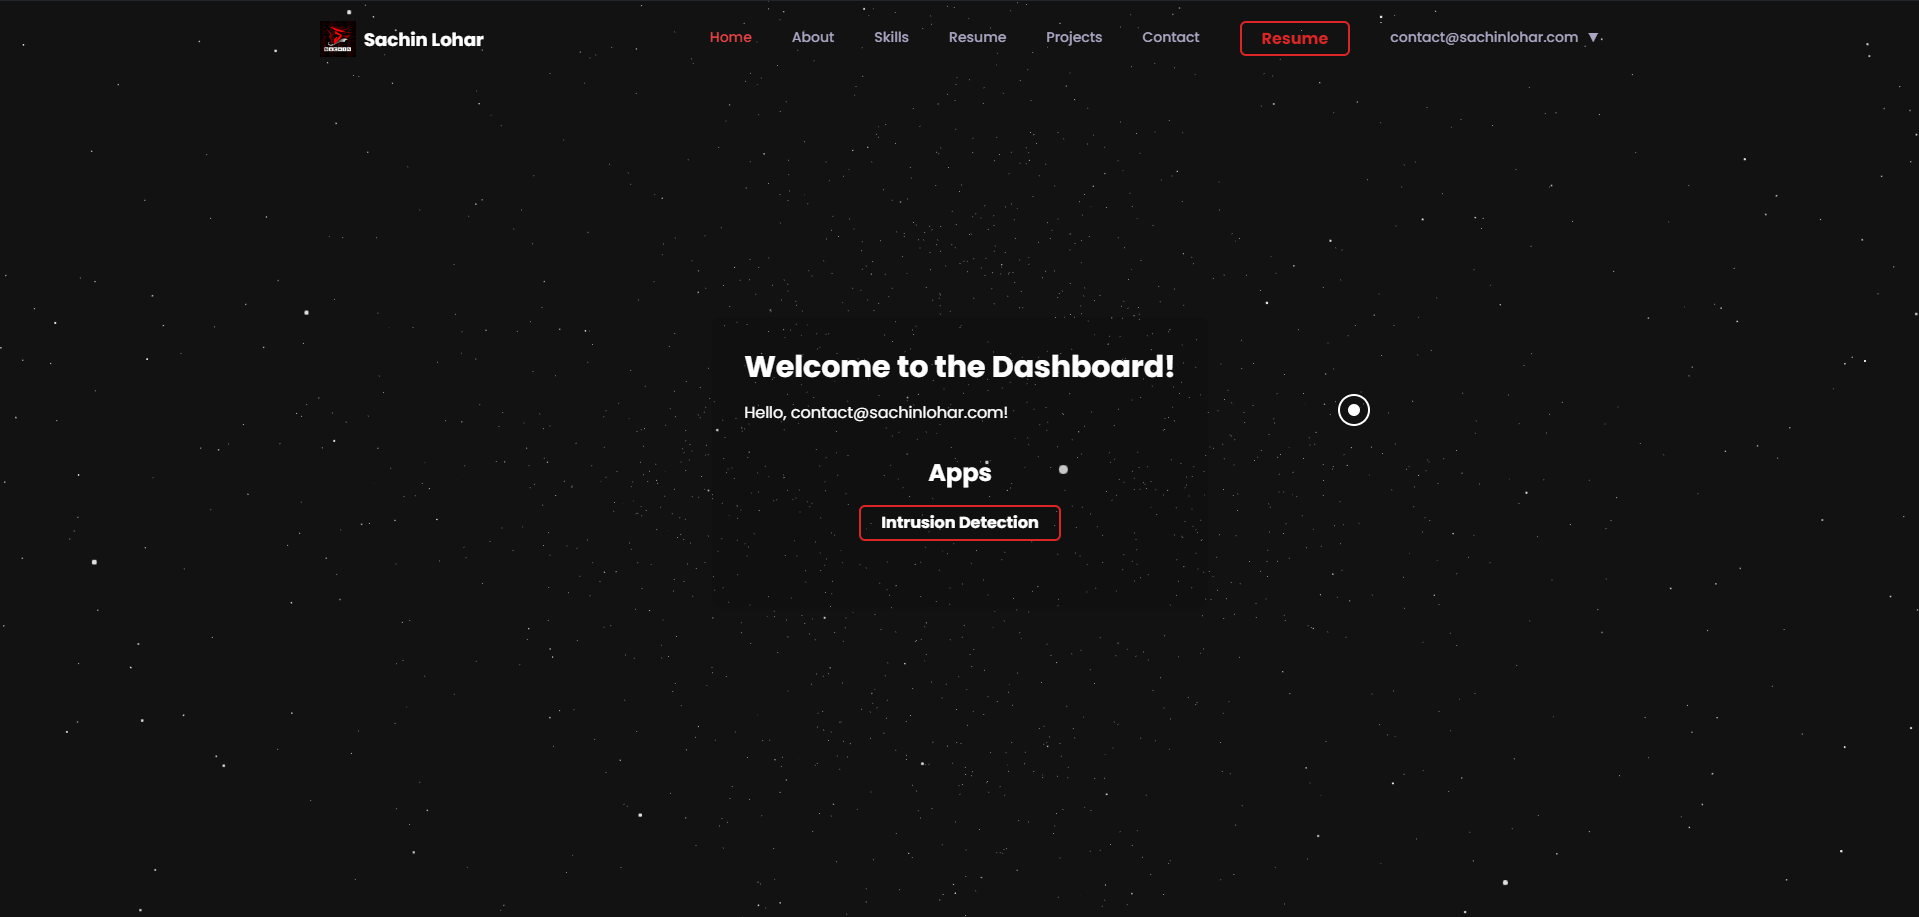 Sachin Lohar
Home About Skills Resume Projects Contact Resume contact@sachinlohar.com ▼
Welcome to the Dashboard!
Hello, contact@sachinlohar.com!
Apps
Intrusion Detection